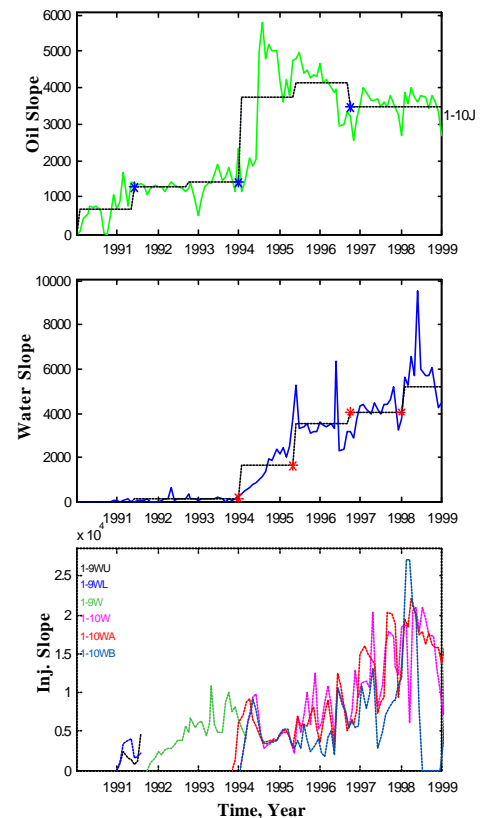 6000
5000
4000
3000
2000
1000
0
Oil Slope
1-10J
1991 1992 1993 1994 1995 1996 1997 1998 1999
10000
8000
6000
4000
2000
0
Water Slope
1991 1992 1993 1994 1995 1996 1997 1998 1999
x 10^4
2.5
2
1.5
1
0.5
0
Inj. Slope
1-9WU
1-9WL
1-9W
1-10W
1-10WA
1-10WB
1991 1992 1993 1994 1995 1996 1997 1998 1999
Time, Year